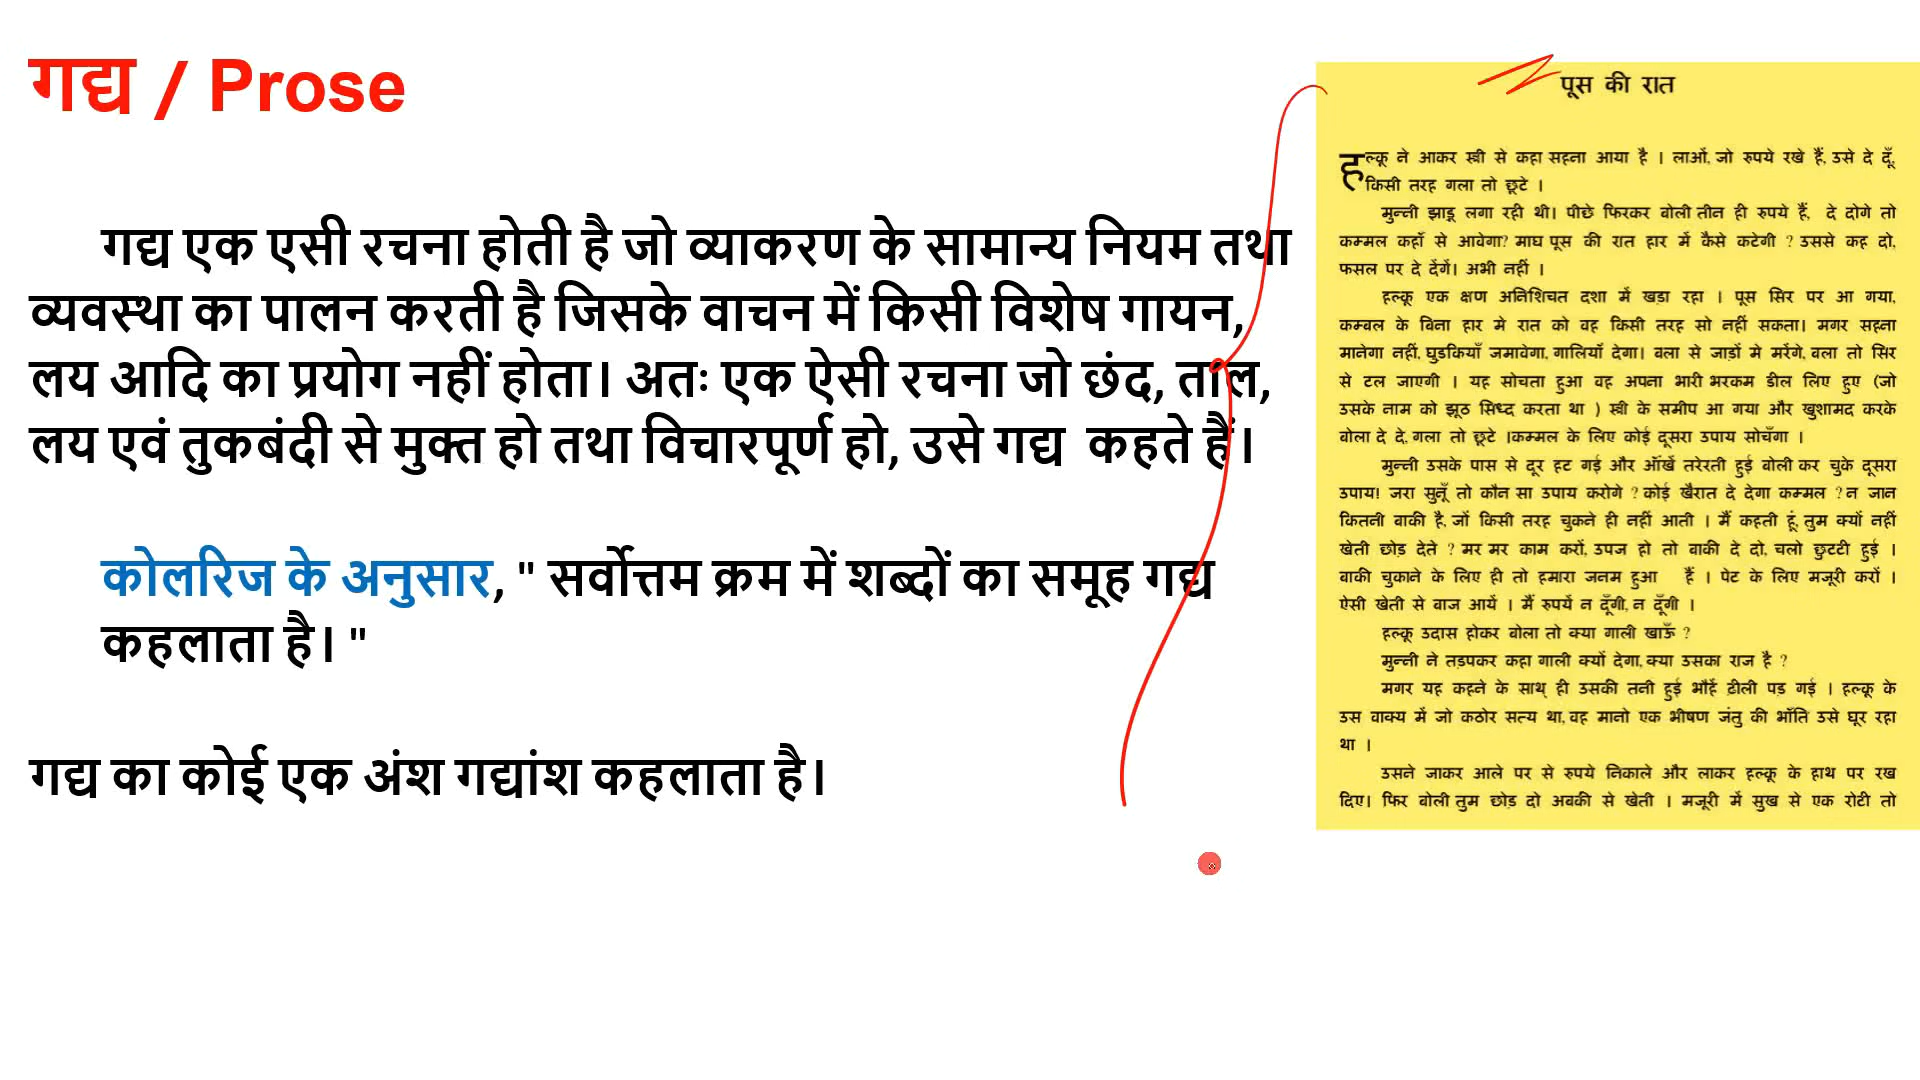 गद्य / Prose
गद्य एक एसी रचना होती है जो व्याकरण के सामान्य नियम तथा
व्यवस्था का पालन करती है जिसके वाचन में किसी विशेष गायन,
लय आदि का प्रयोग नहीं होता। अतः एक ऐसी रचना जो छंद, ताल,
लय एवं तुकबंदी से मुक्त हो तथा विचारपूर्ण हो, उसे गद्य कहते हैं।
कोलरिज के अनुसार, " सर्वोत्तम क्रम में शब्दों का समूह गद्य
कहलाता है। "
गद्य का कोई एक अंश गद्यांश कहलाता है।
पूस की रात
हल्कू ने आकर स्त्री से कहा सहना आया है । लाओं, जो रुपये रखे हैं, उसे दे दूँ,
किसी तरह गला तो छूटे ।
मुन्नी झाडू लगा रही थी। पीछे फिरकर बोली तीन ही रुपये हैं, दे दोगे तो
कम्मल कहाँ से आवेगा? माघ पूस की रात हार में कैसे कटेगी ? उससे कह दो,
फसल पर दे देंगें। अभी नहीं ।
हल्कू एक क्षण अनिशिचत दशा में खड़ा रहा । पूस सिर पर आ गया,
कम्बल के बिना हार मे रात को वह किसी तरह सो नहीं सकता। मगर सहना
मानेगा नहीं, घुड़कियाँ जमावेगा, गालियाँ देगा। बला से जाड़ों मे मरेंगे, बला तो सिर
से टल जाएगी । यह सोचता हुआ वह अपना भारी भरकम डील लिए हुए (जो
उसके नाम को झूठ सिध्द करता था ) स्त्री के समीप आ गया और खुशामद करके
बोला दे दे, गला तो छूटे ।कम्मल के लिए कोई दूसरा उपाय सोचँगा ।
मुन्नी उसके पास से दूर हट गई और आँखें तरेरती हुई बोली कर चुके दूसरा
उपाय! जरा सुनूँ तो कौन सा उपाय करोगे ? कोई खैरात दे देगा कम्मल ? न जान
कितनी बाकी है, जों किसी तरह चुकने ही नहीं आती । मैं कहती हूं, तुम क्यों नहीं
खेती छोड़ देते ? मर मर काम करों, उपज हो तो बाकी दे दो, चलो छुटटी हुई ।
बाकी चुकाने के लिए ही तो हमारा जनम हुआ हैं । पेट के लिए मजूरी करों ।
ऐसी खेती से बाज आयें । मैं रुपयें न दूँगी, न दूँगी ।
हल्कू उदास होकर बोला तो क्या गाली खाऊँ ?
मुन्नी ने तड़पकर कहा गाली क्यों देगा, क्या उसका राज है ?
मगर यह कहने के साथ् ही उसकी तनी हुई भौहें ढ़ीली पड़ गई । हल्कू के
उस वाक्य में जो कठोर सत्य था, वह मानो एक भीषण जंतु की भाँति उसे घूर रहा
था ।
उसने जाकर आले पर से रुपये निकाले और लाकर हल्कू के हाथ पर रख
दिए। फिर बोली तुम छोड़ दो अबकी से खेती । मजूरी में सुख से एक रोटी तो